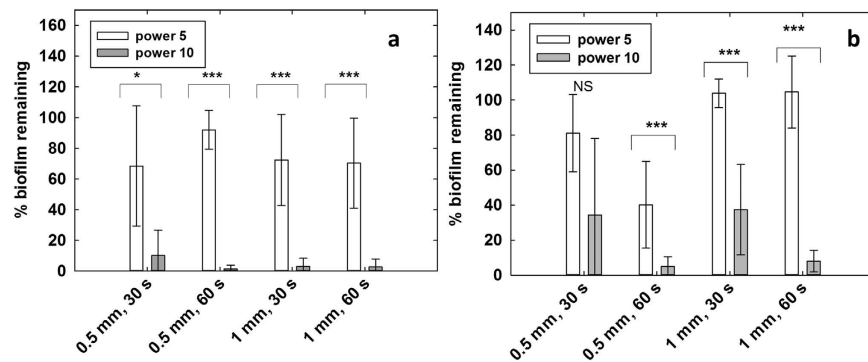 a
power 5
power 10
* *** *** ***
% biofilm remaining
160
140
120
100
80
60
40
20
0
0.5 mm, 30 s
0.5 mm, 60 s
1 mm, 30 s
1 mm, 60 s
b
power 5
power 10
NS *** *** ***
% biofilm remaining
140
120
100
80
60
40
20
0
0.5 mm, 30 s
0.5 mm, 60 s
1 mm, 30 s
1 mm, 60 s